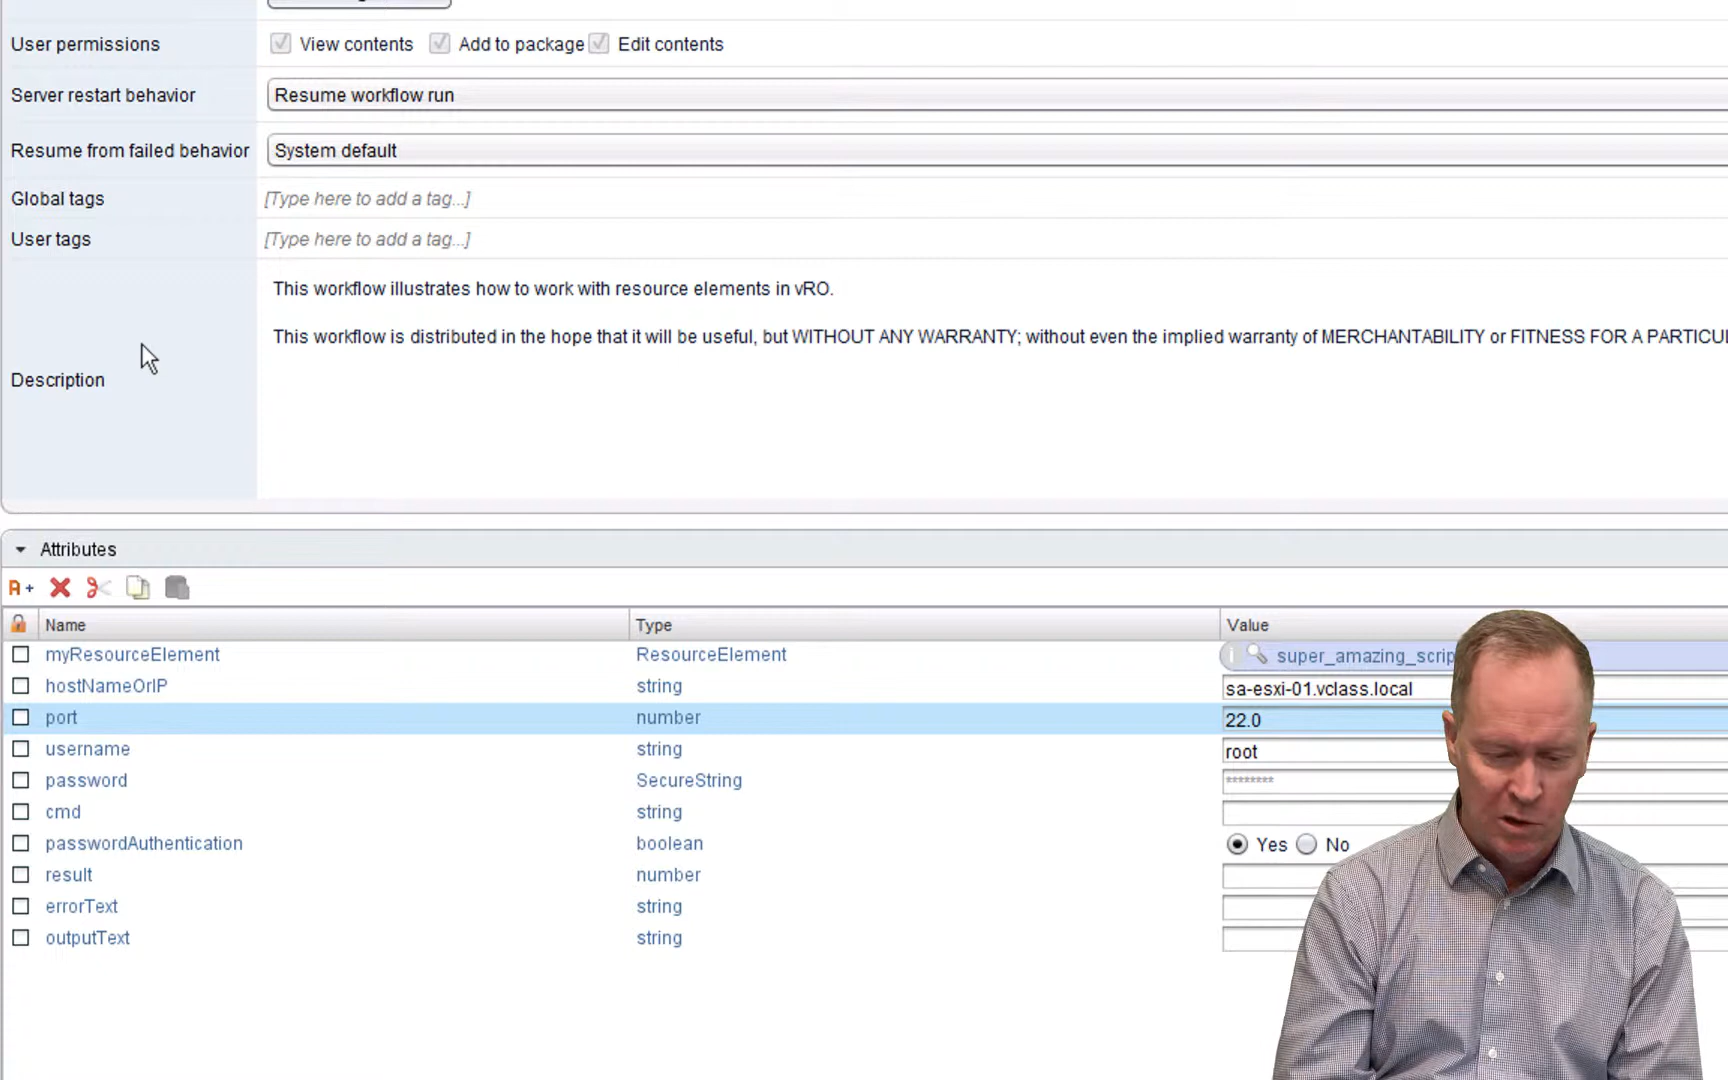 User permissions View contents Add to package Edit contents
Server restart behavior Resume workflow run
Resume from failed behavior System default
Global tags [Type here to add a tag...]
User tags [Type here to add a tag...]
This workflow illustrates how to work with resource elements in vRO.
This workflow is distributed in the hope that it will be useful, but WITHOUT ANY WARRANTY; without even the implied warranty of MERCHANTABILITY or FITNESS FOR A
Description
Attributes
A+
Name Type Value
myResourceElement ResourceElement
hostNameOrIP string sa-esxi-01.vclass.local
port number 22.0
username string root
password SecureString ********
cmd string
passwordAuthentication boolean Yes No
result number
errorText string
outputText string